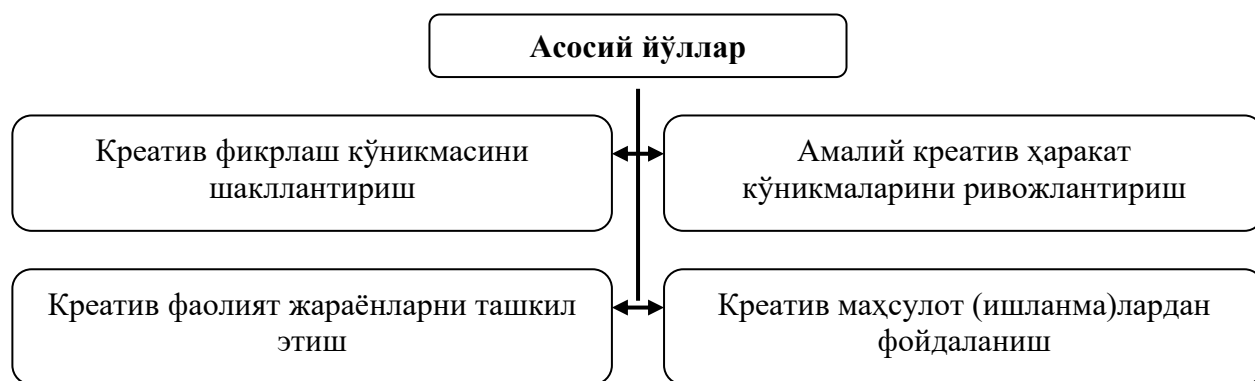 Асосий йўллар
Креатив фикрлаш кўникмасини
шакллантириш
Амалий креатив ҳаракат
кўникмаларини ривожлантириш
Креатив фаолият жараёнларни ташкил
этиш
Креатив маҳсулот (ишланма)лардан
фойдаланиш